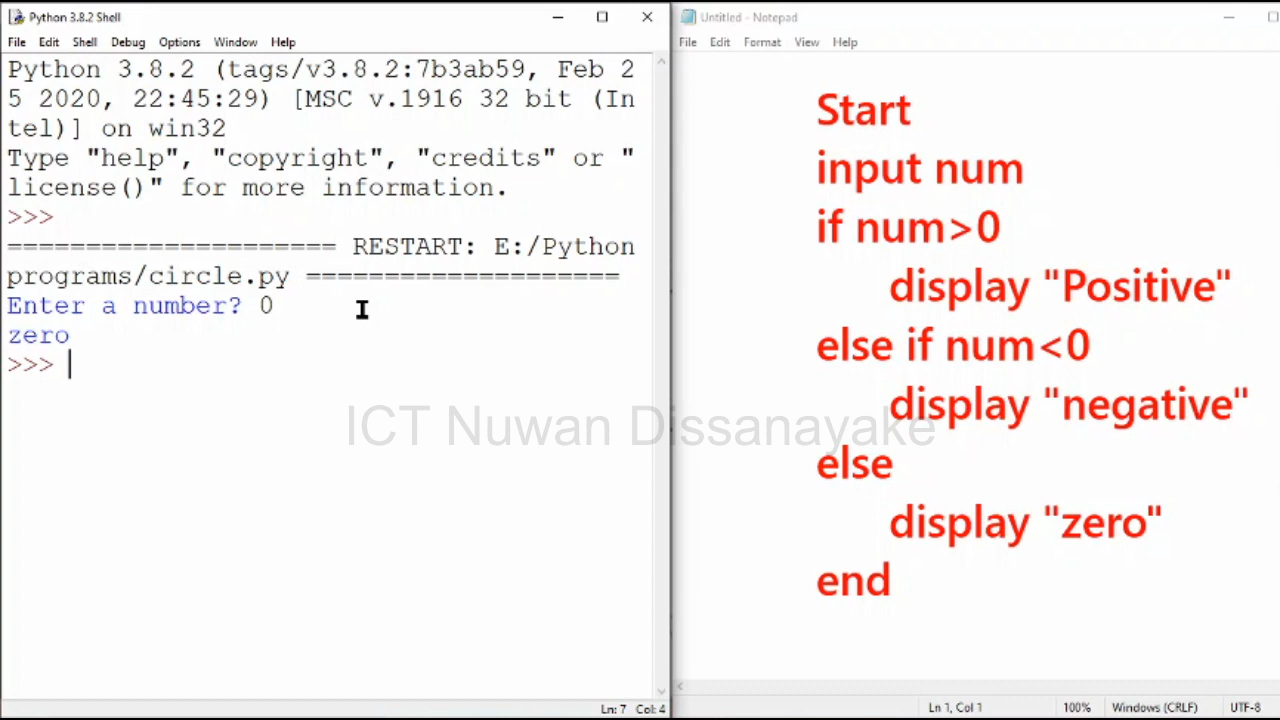 Python 3.8.2 Shell
File Edit Shell Debug Options Window Help
Python 3.8.2 (tags/v3.8.2:7b3ab59, Feb 2
5 2020, 22:45:29) [MSC v.1916 32 bit (In
tel)] on win32
Type "help", "copyright", "credits" or "
license()" for more information.
>>>
===================== RESTART: E:/Python
programs/circle.py ====================
Enter a number? 0
zero
>>>
Ln: 7 Col: 4
Untitled - Notepad
File Edit Format View Help
Start
input num
if num>0
display "Positive"
else if num<0
display "negative"
else
display "zero"
end
Ln 1, Col 1 100% Windows (CRLF) UTF-8
ICT Nuwan Dissanayake